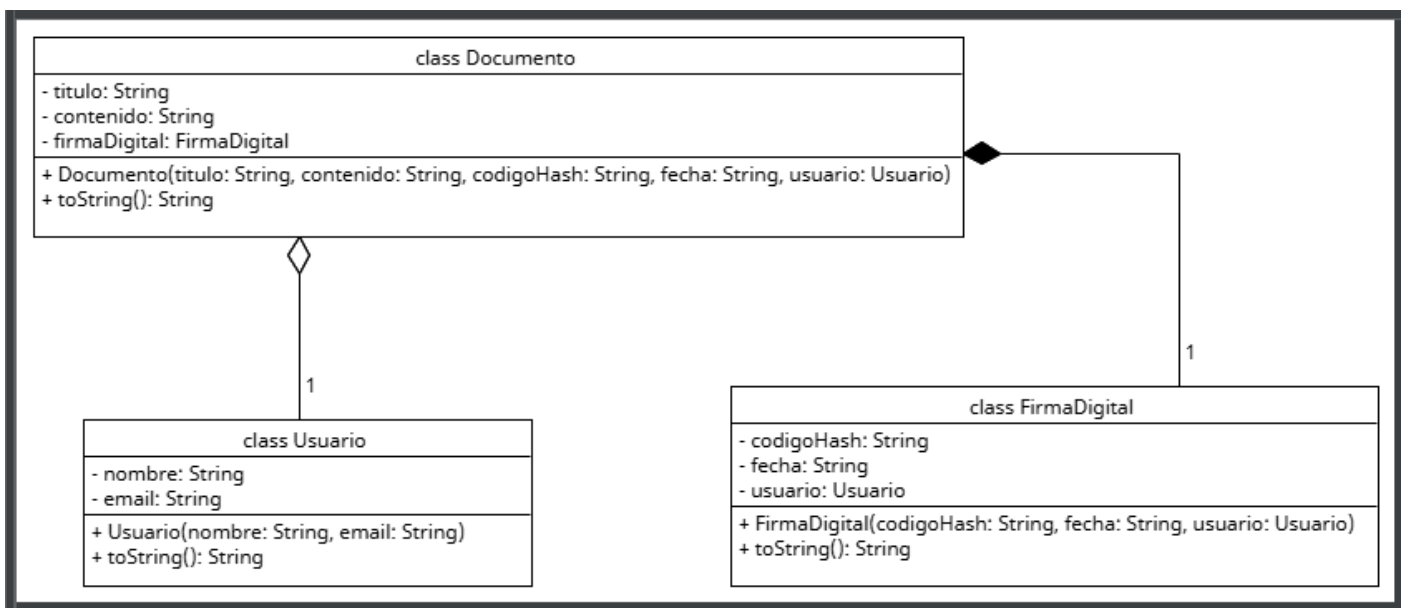 class Documento
- titulo: String
- contenido: String
- firmaDigital: FirmaDigital
+ Documento(titulo: String, contenido: String, codigoHash: String, fecha: String, usuario: Usuario)
+ toString(): String
1
1
class Usuario
- nombre: String
- email: String
+ Usuario(nombre: String, email: String)
+ toString(): String
class FirmaDigital
- codigoHash: String
- fecha: String
- usuario: Usuario
+ FirmaDigital(codigoHash: String, fecha: String, usuario: Usuario)
+ toString(): String